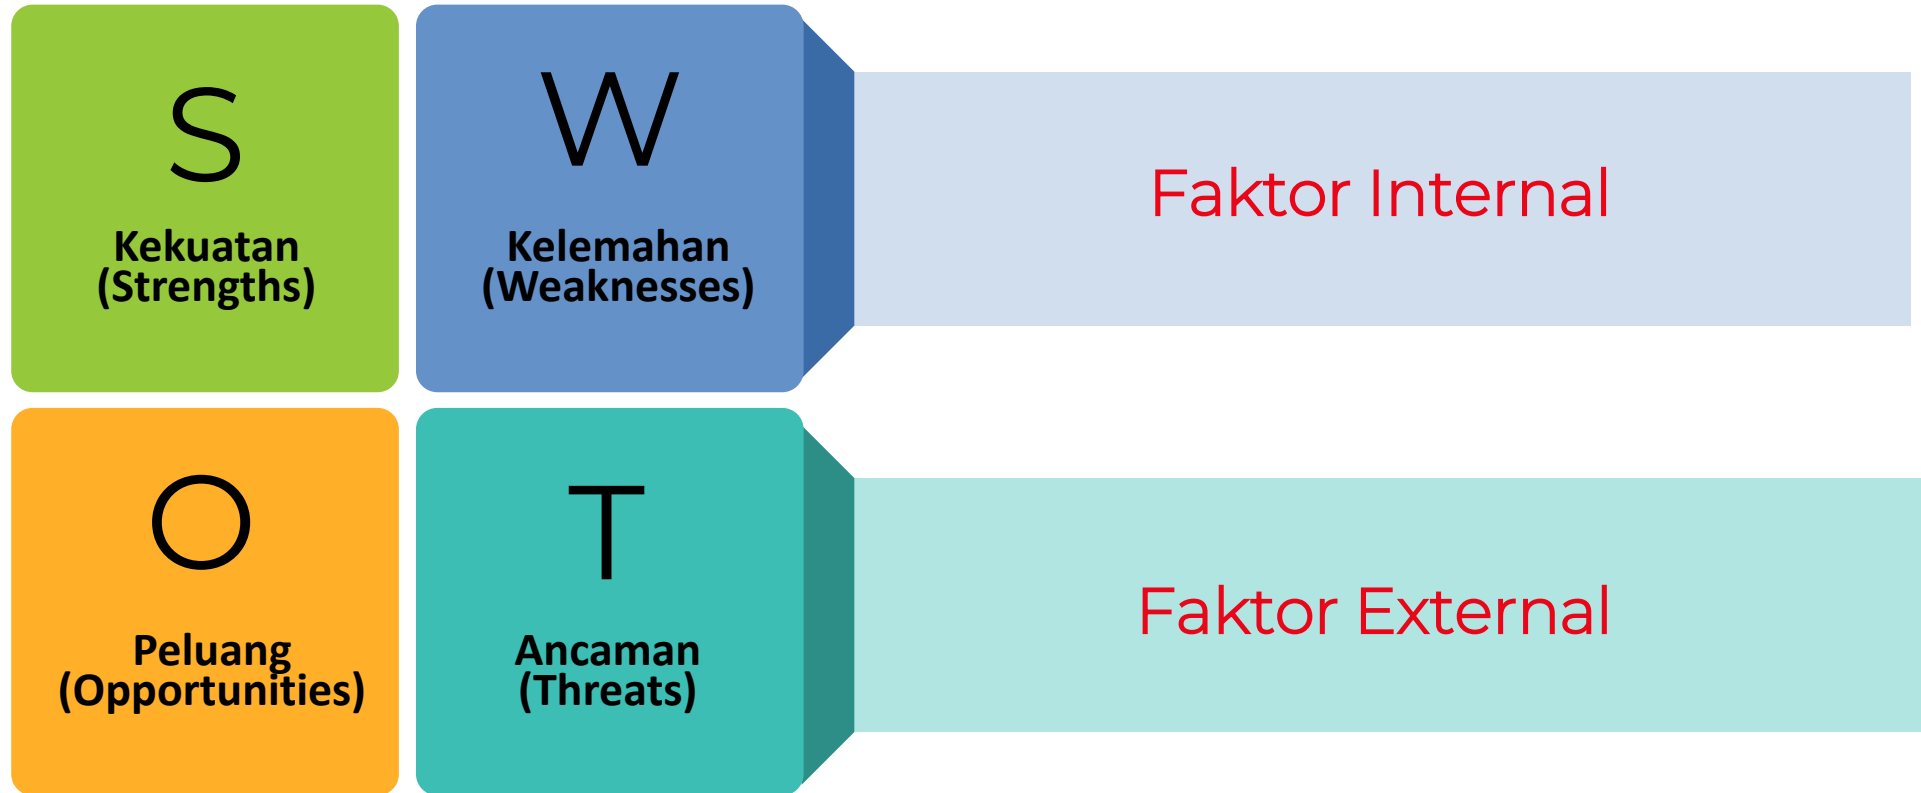 S
Kekuatan
(Strengths)
W
Kelemahan
(Weaknesses)
Faktor Internal
O
Peluang
(Opportunities)
T
Ancaman
(Threats)
Faktor External